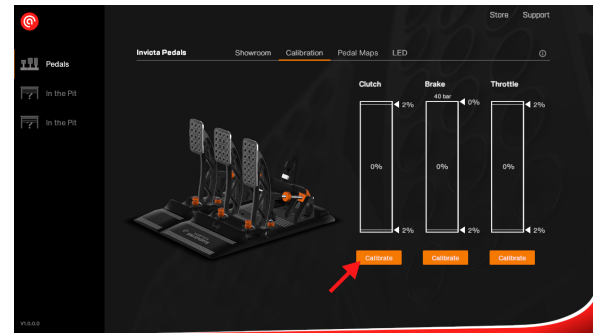 Store Support
Invicta Pedals Showroom Calibration Pedal Maps LED
Pedals
In the Pit
In the Pit
Clutch Brake Throttle
40 bar
2% 0% 2%
0% 0% 0%
2% 2% 2%
Calibrate Calibrate Calibrate
V1.0.0.0